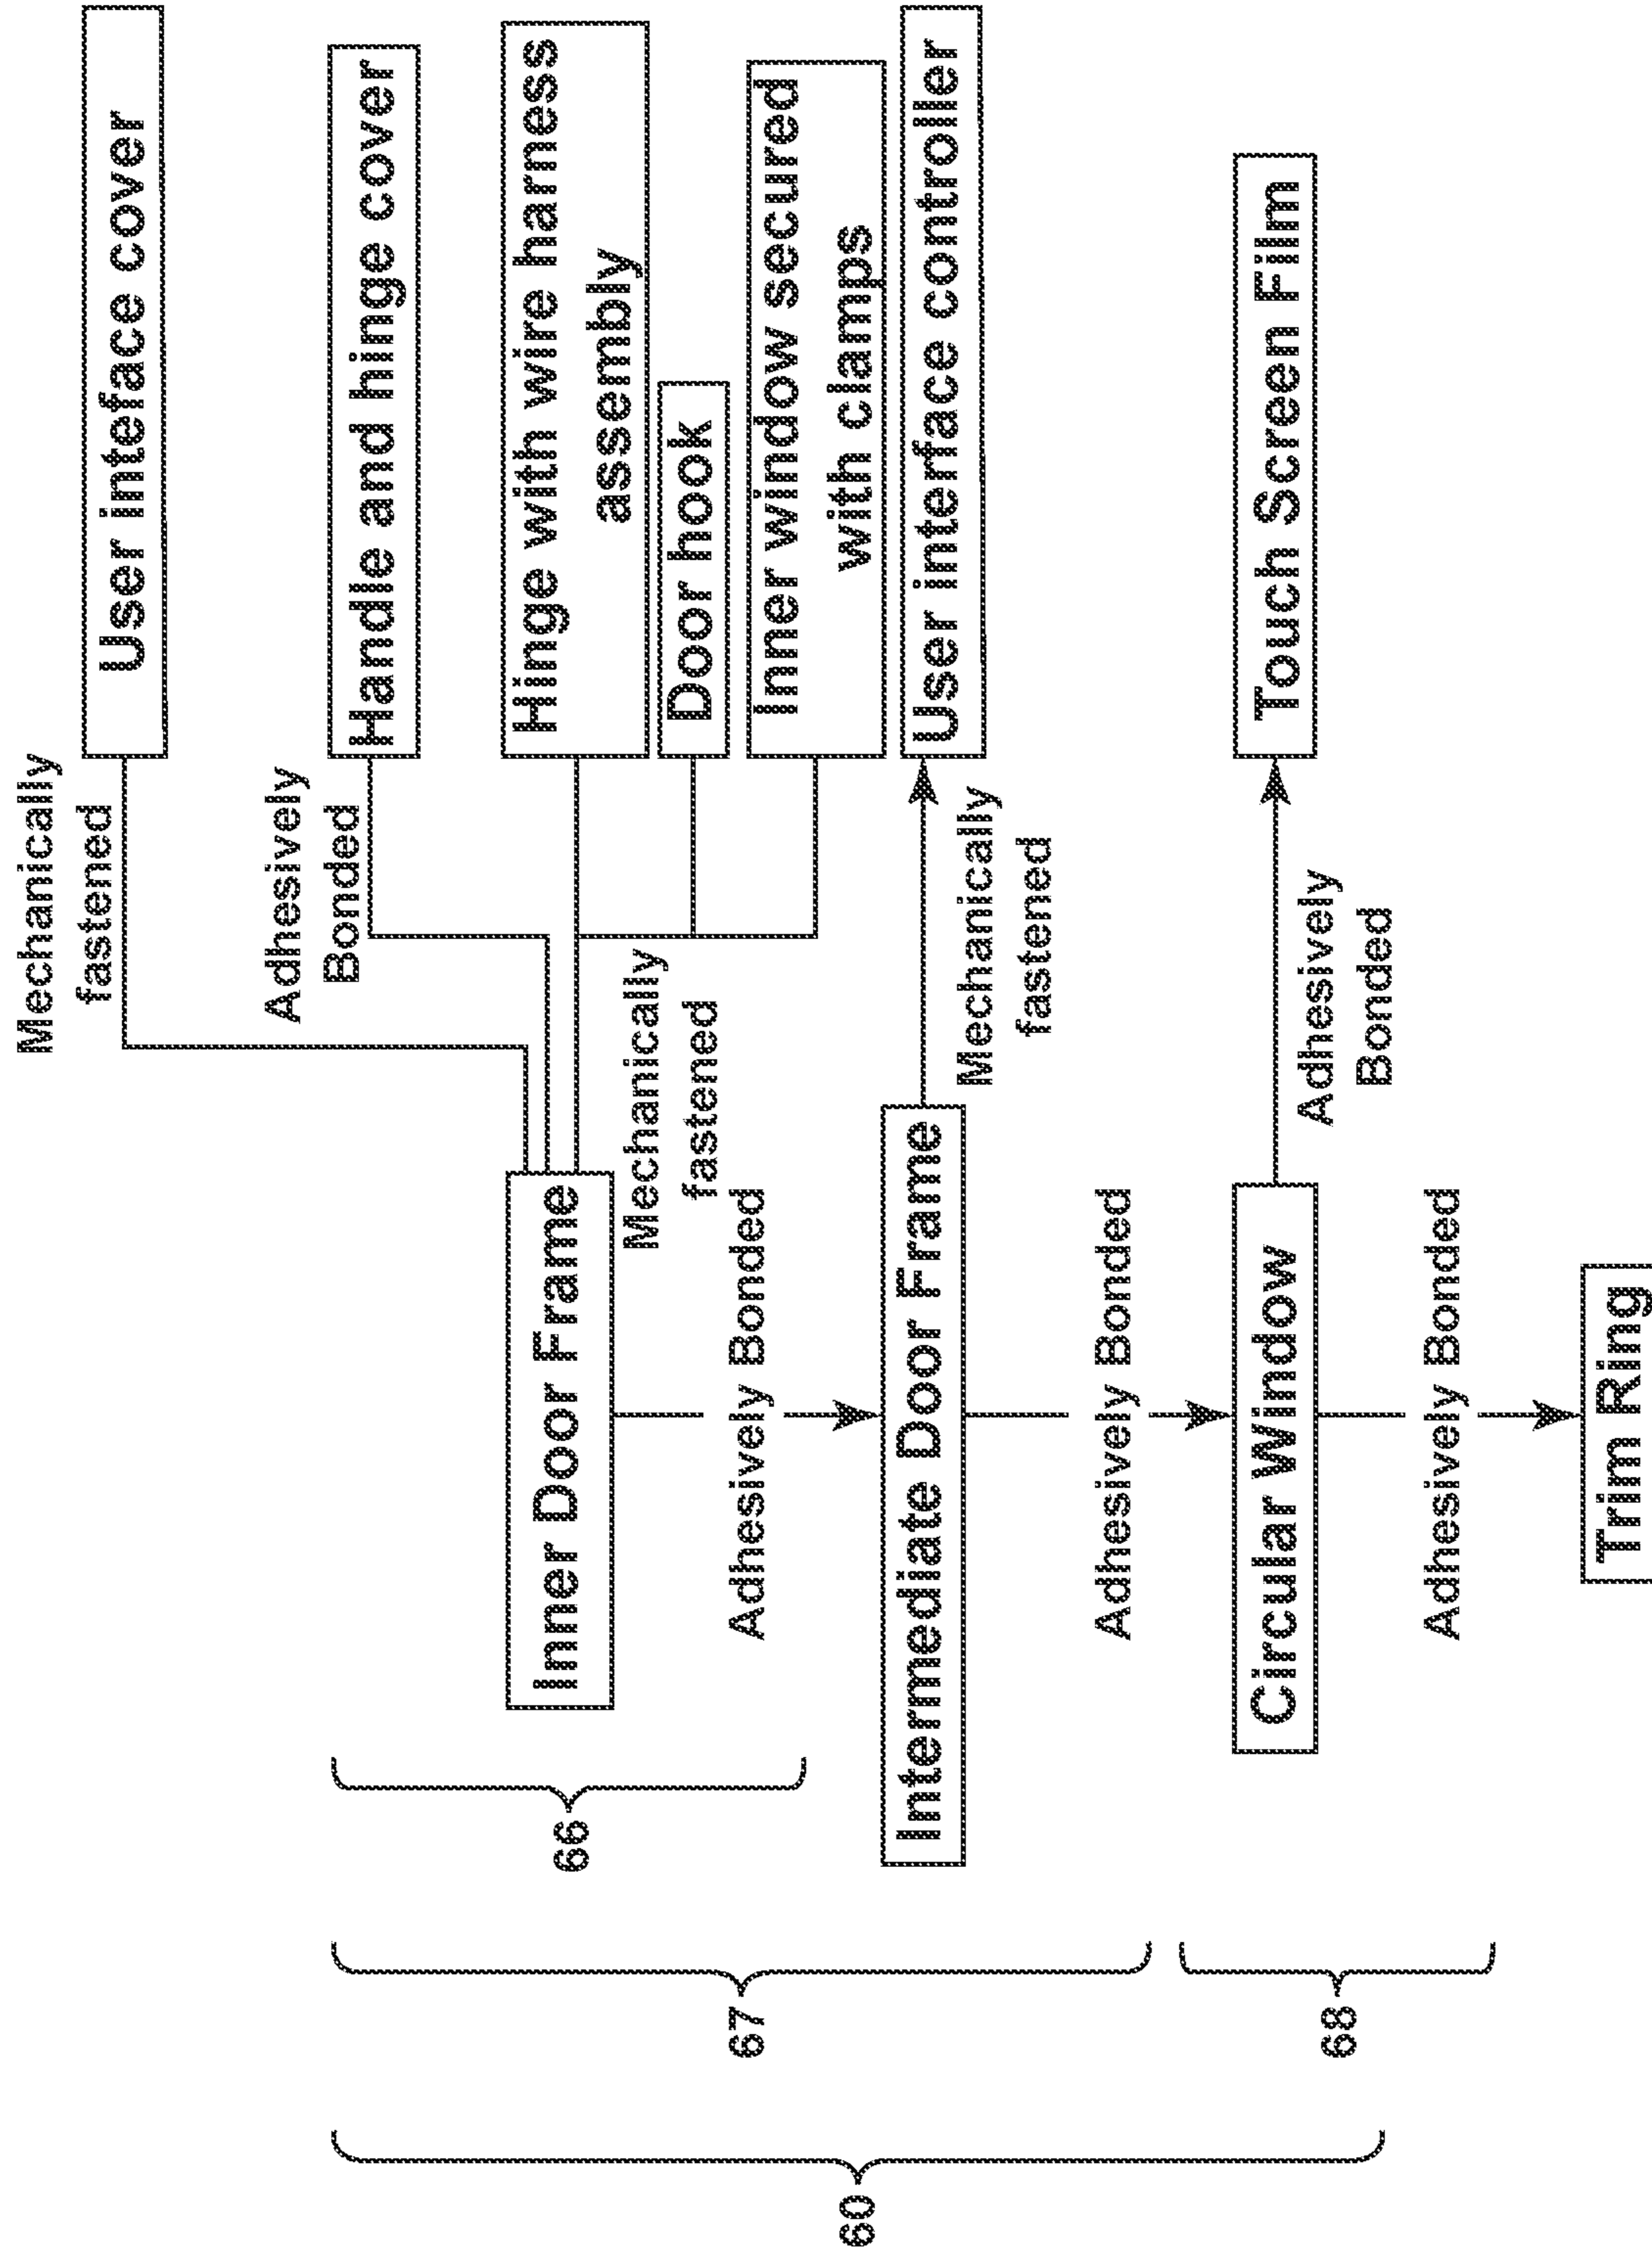 Mechanically
fastened
User inteface cover
Adhesively
Bonded
Handle and hinge cover
Hinge with wire harness
assembly
Inner Door Frame
Mechanically
fastened
Door hook
Inner window secured
with clamps
66
Adhesively Bonded
67
User interface controller
Intermediate Door Frame
Mechanically
fastened
60
Adhesively Bonded
Touch Screen Film
Circular Window
Adhesively
Bonded
68
Adhesively Bonded
Trim Ring